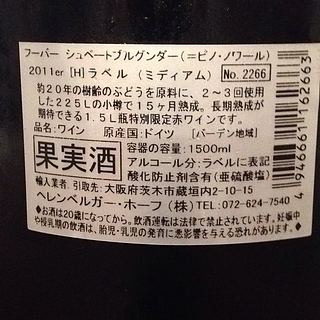 フーバー シュペートブルグンダー(=ピノ・ノワール)
2011er [H]ラベル (ミディアム) No.2266
約20年の樹齢のぶどうを原料に、2～3回使用
した225Lの小樽で15ヶ月熟成。長期熟成が
期待できる1.5L瓶特別限定赤ワインです。
品名:ワイン 原産国:ドイツ [バーデン地域]
果実酒
容器の容量:1500ml
アルコール分:ラベルに表記
酸化防止剤含有(亜硫酸塩)
輸入業者、引取先:大阪府茨木市蔵垣内2-10-15
ヘレンベルガー・ホーフ(株) TEL:072-624-7540
お酒は20歳になってから。飲酒運転は法律で禁止されています。妊娠中
や授乳期の飲酒は、胎児・乳児の発育に悪影響を与える恐れがあります。
4946661162663